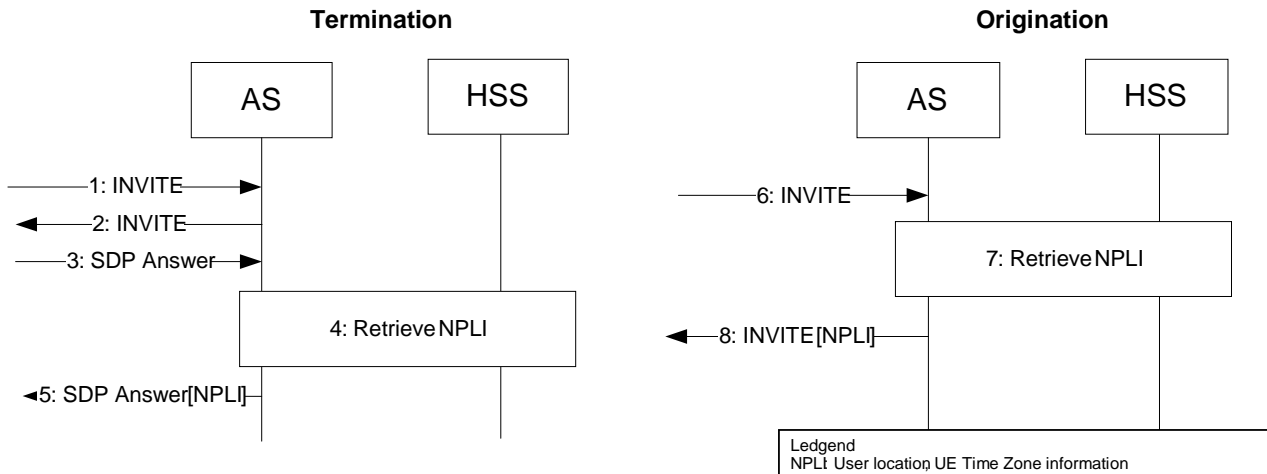 Termination
AS
HSS
1: INVITE
2: INVITE
3: SDP Answer
4: Retrieve NPLI
5: SDP Answer[NPLI]
Origination
AS
HSS
6: INVITE
7: Retrieve NPLI
8: INVITE[NPLI]
Ledgend
NPLI: User location, UE Time Zone information